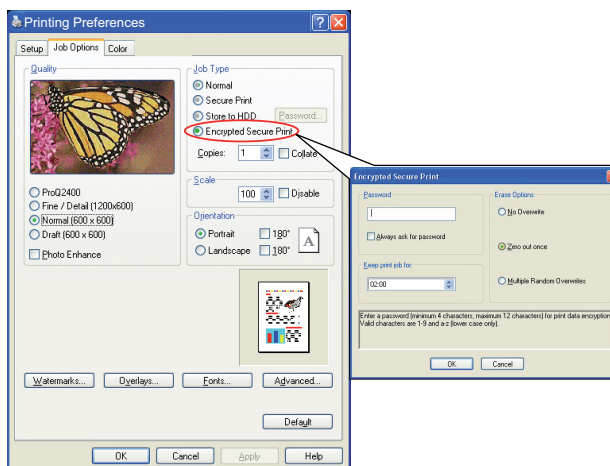 Printing Preferences
Setup Job Options Color
Quality
ProQ2400
Fine / Detail (1200x600)
Normal (600 x 600)
Draft (600 x 600)
Photo Enhance
Job Type
Normal
Secure Print
Store to HDD Password...
Encrypted Secure Print
Copies: 1 Collate
Scale
100 Disable
Orientation
Portrait 180°
Landscape 180°
A
Watermarks... Overlays... Fonts... Advanced...
Default
OK Cancel Apply Help
Encrypted Secure Print
Password
Always ask for password
Keep print job for:
02:00
Erase Options
No Overwrite
Zero out once
Multiple Random Overwrites
Enter a password (minimum 4 characters, maximum 12 characters) for print data encryption
Valid characters are 1-9 and a-z (lower case only).
OK Cancel